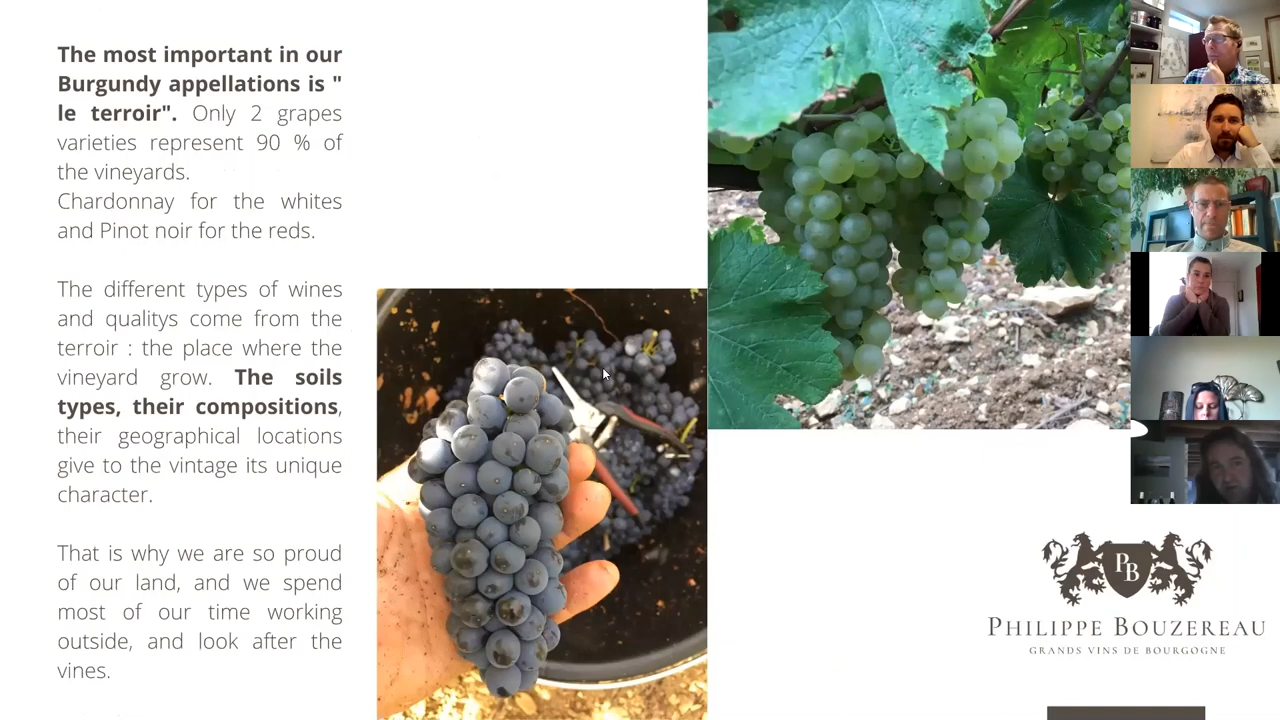 The most important in our
Burgundy appellations is "
le terroir". Only 2 grapes
varieties represent 90 % of
the vineyards.
Chardonnay for the whites
and Pinot noir for the reds.
The different types of wines
and qualitys come from the
terroir : the place where the
vineyard grow. The soils
types, their compositions,
their geographical locations
give to the vintage its unique
character.
That is why we are so proud
of our land, and we spend
most of our time working
outside, and look after the
vines.
PB
PHILIPPE BOUZEREAU
GRANDS VINS DE BOURGOGNE